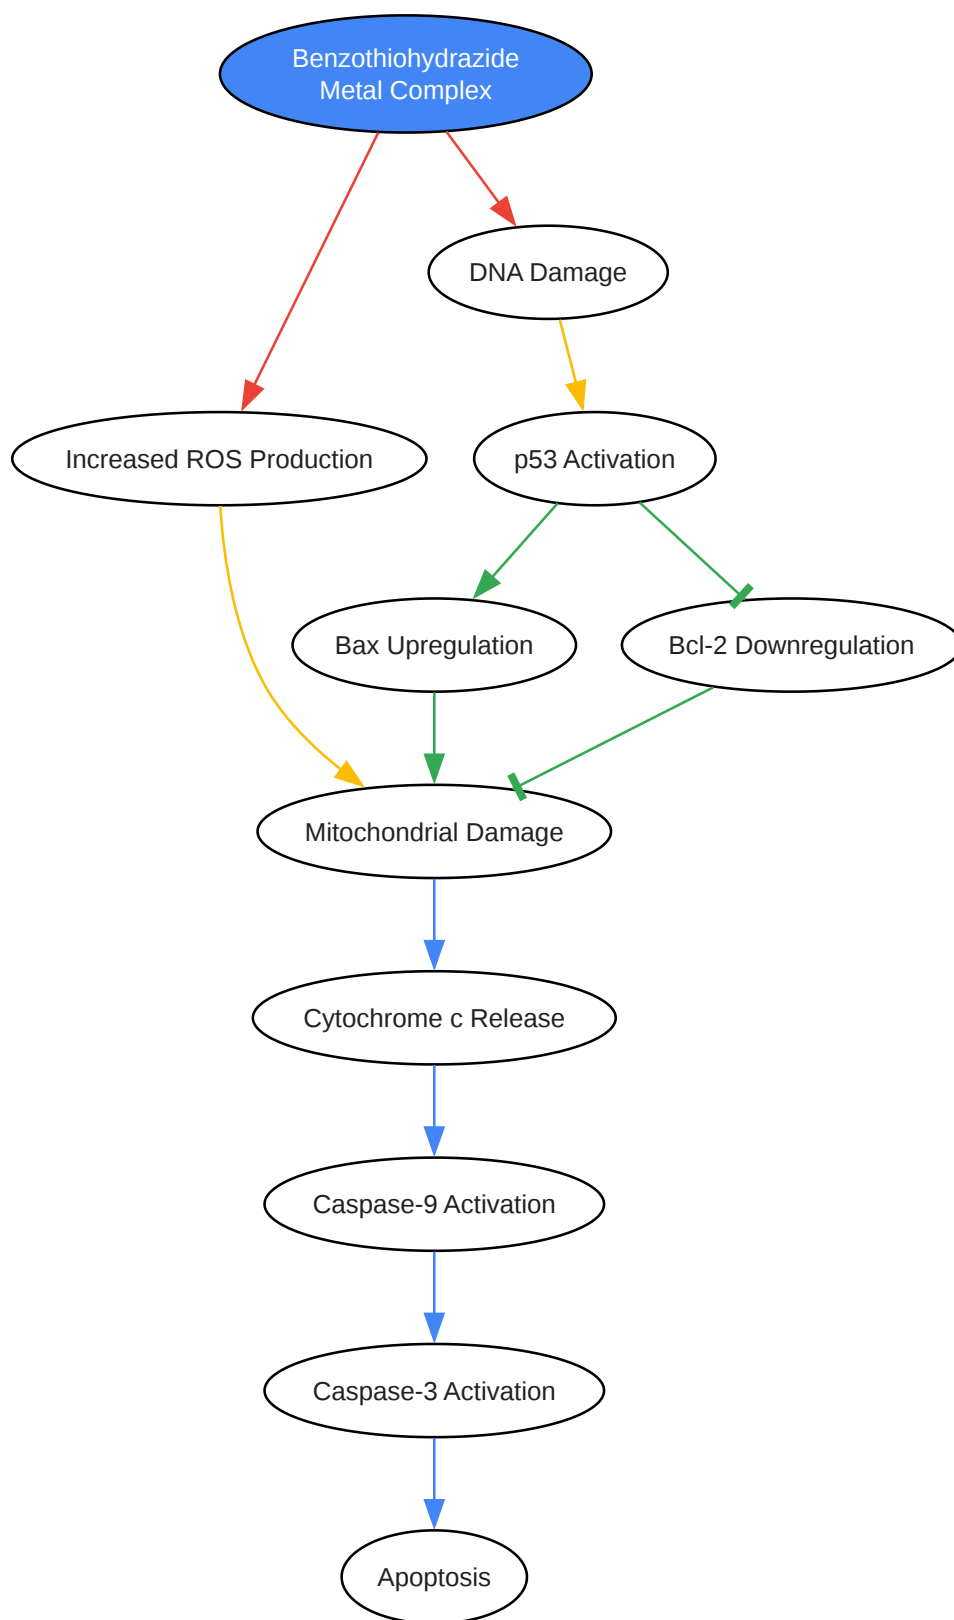 Benzothiohydrazide
Metal Complex
DNA Damage
Increased ROS Production
p53 Activation
Bax Upregulation
Bcl-2 Downregulation
Mitochondrial Damage
Cytochrome c Release
Caspase-9 Activation
Caspase-3 Activation
Apoptosis